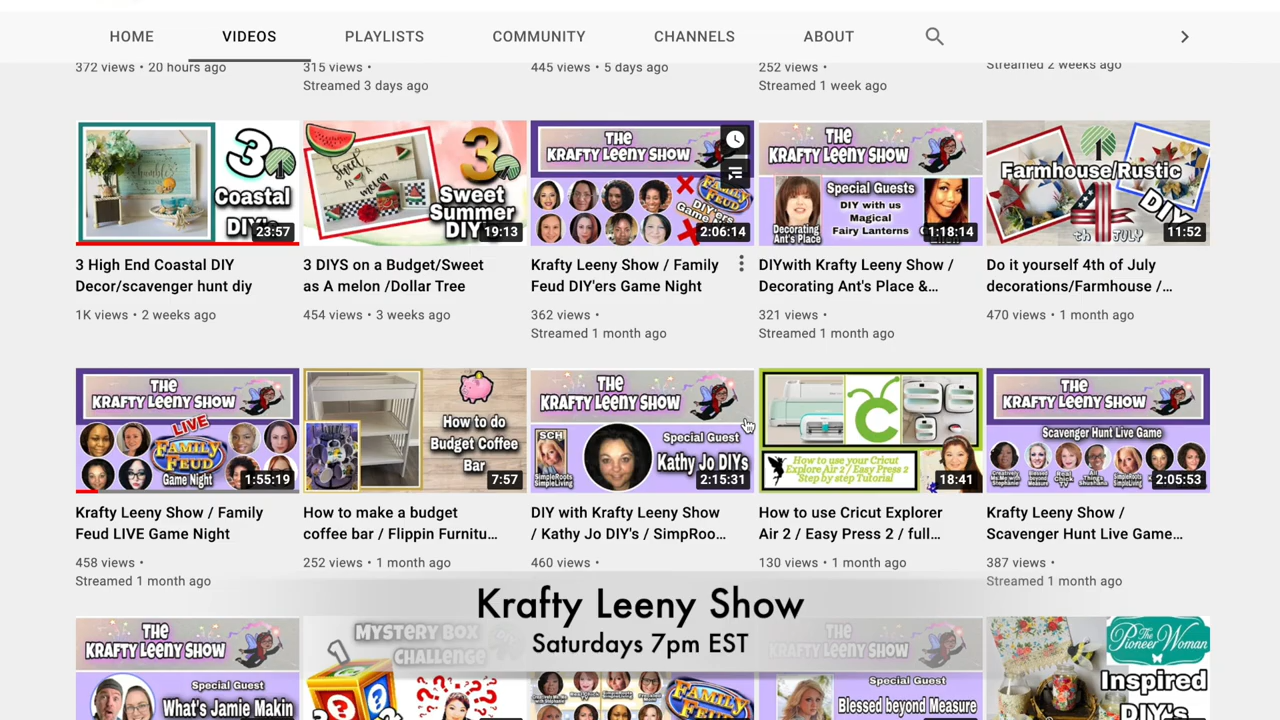 HOME VIDEOS PLAYLISTS COMMUNITY CHANNELS ABOUT
372 views • 20 hours ago
315 views •
Streamed 3 days ago
445 views • 5 days ago
252 views •
Streamed 1 week ago
Streamed 2 weeks ago
3
Coastal
DIY's
23:57
3 High End Coastal DIY
Decor/scavenger hunt diy
1K views • 2 weeks ago
3
Sweet
Summer
DIY
19:13
3 DIYS on a Budget/Sweet
as A melon /Dollar Tree
454 views • 3 weeks ago
THE
KRAFTY LEENY SHOW
FAMILY
FEUD
DIY'ers
Game
2:06:14
Krafty Leeny Show / Family
Feud DIY'ers Game Night
362 views •
Streamed 1 month ago
THE
KRAFTY LEENY SHOW
Special Guests
DIY with us
Magical
Fairy Lanterns
Decorating
Ant's Place
1:18:14
DIYwith Krafty Leeny Show /
Decorating Ant's Place &...
321 views •
Streamed 1 month ago
Farmhouse/Rustic
DIY
th of JULY
11:52
Do it yourself 4th of July
decorations/Farmhouse /...
470 views • 1 month ago
THE
KRAFTY LEENY SHOW
LIVE
FAMILY
FEUD
Game Night
1:55:19
Krafty Leeny Show / Family
Feud LIVE Game Night
458 views •
Streamed 1 month ago
How to do
Budget Coffee
Bar
7:57
How to make a budget
coffee bar / Flippin Furnitu...
252 views • 1 month ago
THE
KRAFTY LEENY SHOW
SCH
SimpleRoots
SimpleLiving
Special Guest
Kathy Jo DIYs
2:15:31
DIY with Krafty Leeny Show
/ Kathy Jo DIY's / SimpRoo...
460 views •
How to use your Cricut
Explore Air 2 / Easy Press 2
Step by step Tutorial
18:41
How to use Cricut Explorer
Air 2 / Easy Press 2 / full...
130 views • 1 month ago
THE
KRAFTY LEENY SHOW
Scavenger Hunt Live Game
2:05:53
Krafty Leeny Show /
Scavenger Hunt Live Game...
387 views •
Streamed 1 month ago
Krafty Leeny Show
Saturdays 7pm EST
THE
KRAFTY LEENY SHOW
Special Guest
What's Jamie Makin
MYSTERY BOX
CHALLENGE
1
FAMILY
FEUD
THE
KRAFTY LEENY SHOW
Special Guest
Blessed beyond Measure
The
Pioneer Woman
Inspired
DIY's